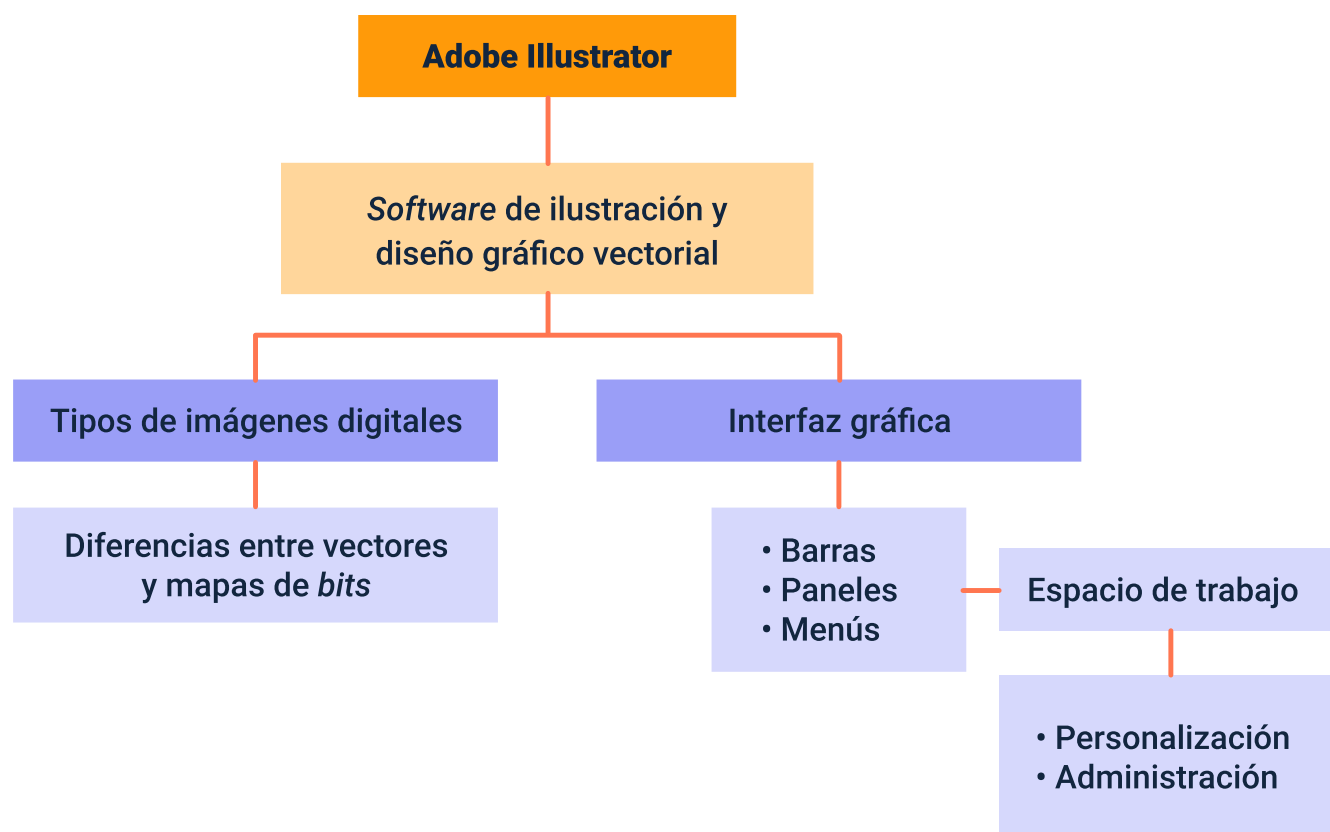 Adobe Illustrator
Software de ilustración y
diseño gráfico vectorial
Tipos de imágenes digitales
Interfaz gráfica
Diferencias entre vectores
y mapas de bits
• Barras
• Paneles
• Menús
Espacio de trabajo
• Personalización
• Administración